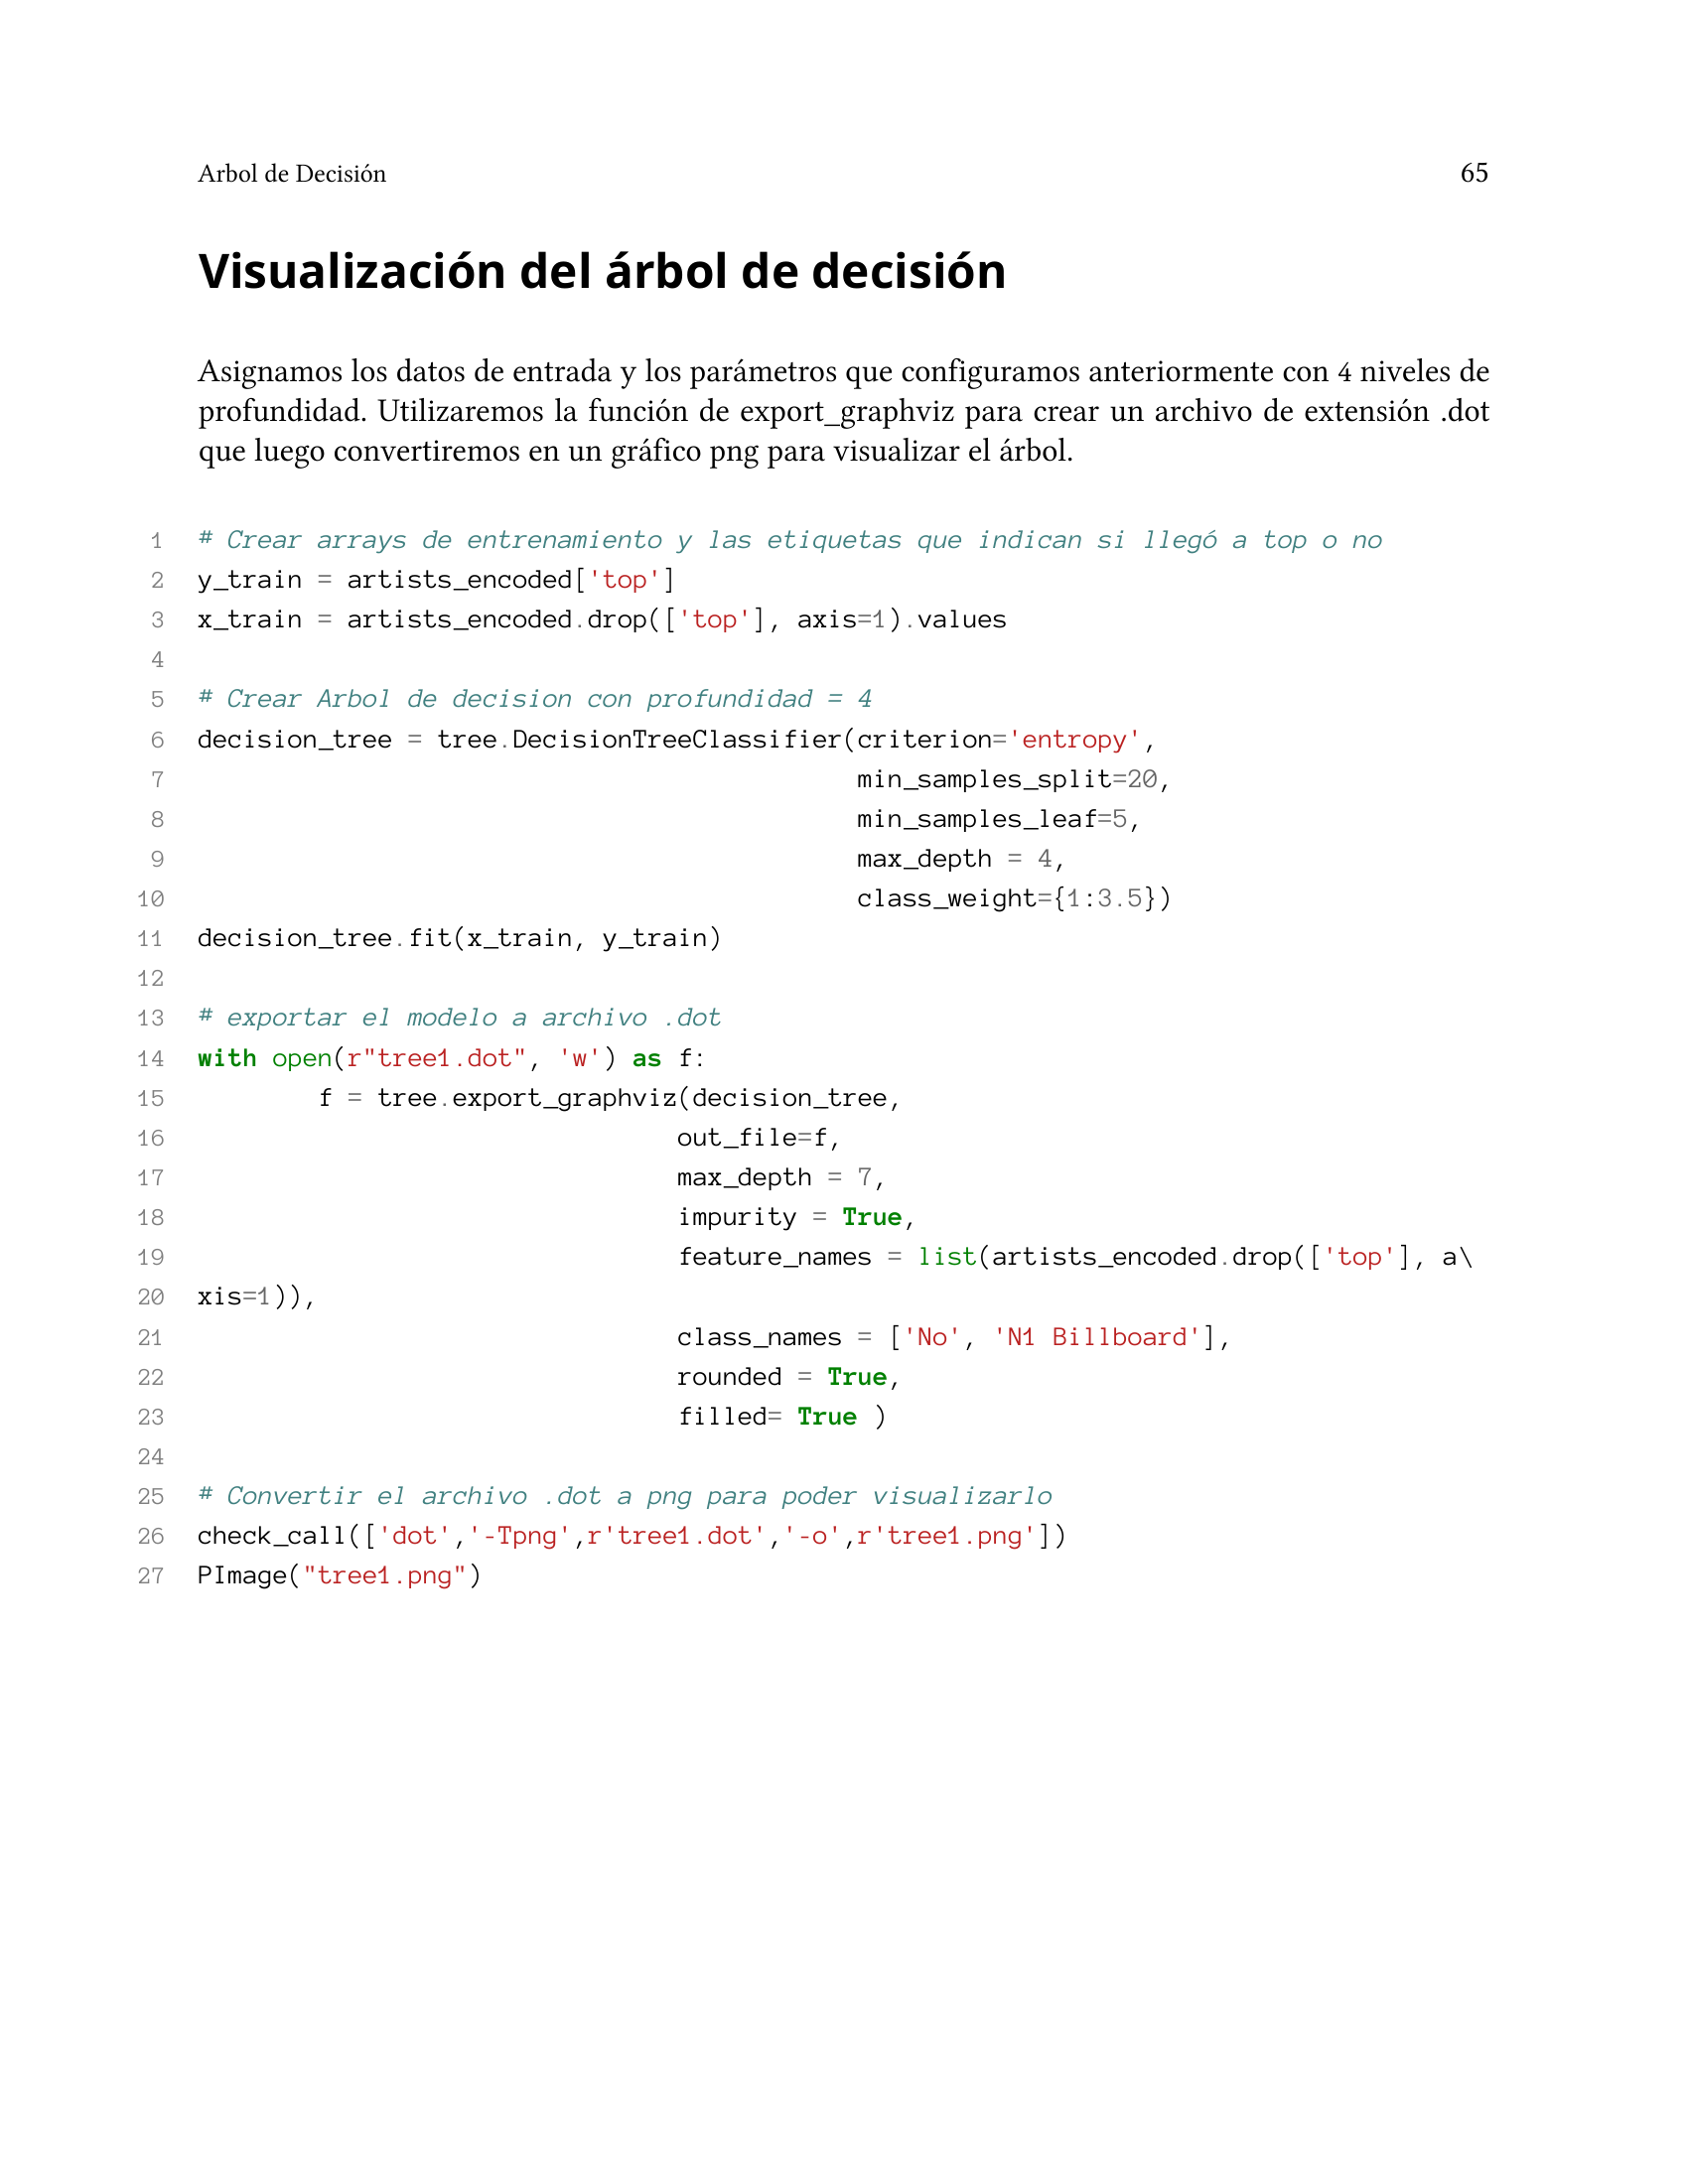 Arbol de Decisión 65
Visualización del árbol de decisión
Asignamos los datos de entrada y los parámetros que configuramos anteriormente con 4 niveles de
profundidad. Utilizaremos la función de export_graphviz para crear un archivo de extensión .dot
que luego convertiremos en un gráfico png para visualizar el árbol.
1 # Crear arrays de entrenamiento y las etiquetas que indican si llegó a top o no
2 y_train = artists_encoded['top']
3 x_train = artists_encoded.drop(['top'], axis=1).values
4
5 # Crear Arbol de decision con profundidad = 4
6 decision_tree = tree.DecisionTreeClassifier(criterion='entropy',
7                                             min_samples_split=20,
8                                             min_samples_leaf=5,
9                                             max_depth = 4,
10                                             class_weight={1:3.5})
11 decision_tree.fit(x_train, y_train)
12
13 # exportar el modelo a archivo .dot
14 with open(r"tree1.dot", 'w') as f:
15         f = tree.export_graphviz(decision_tree,
16                                 out_file=f,
17                                 max_depth = 7,
18                                 impurity = True,
19                                 feature_names = list(artists_encoded.drop(['top'], a\
20 xis=1)),
21                                 class_names = ['No', 'N1 Billboard'],
22                                 rounded = True,
23                                 filled= True )
24
25 # Convertir el archivo .dot a png para poder visualizarlo
26 check_call(['dot','-Tpng',r'tree1.dot','-o',r'tree1.png'])
27 PImage("tree1.png")